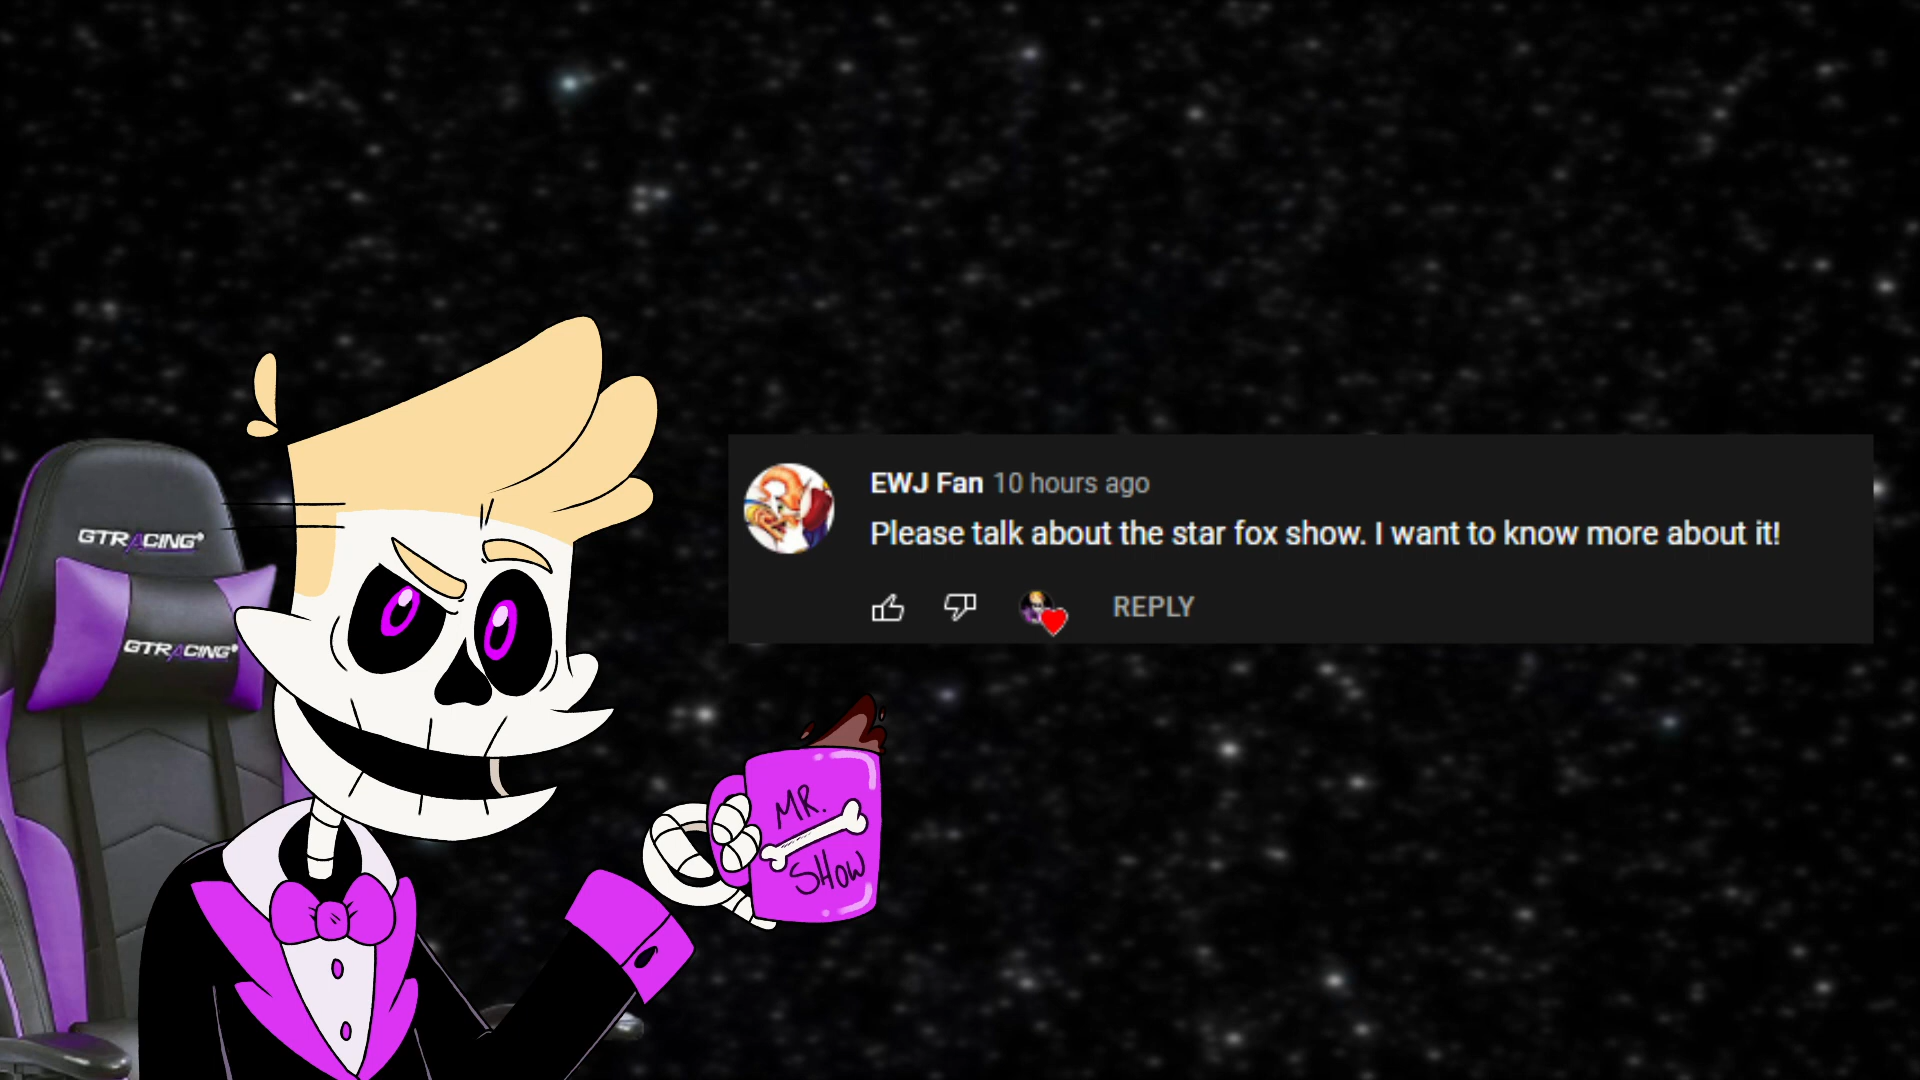 GTRACING
GTRACING
EWJ Fan 10 hours ago
Please talk about the star fox show. I want to know more about it!
REPLY
MR.
SHOW